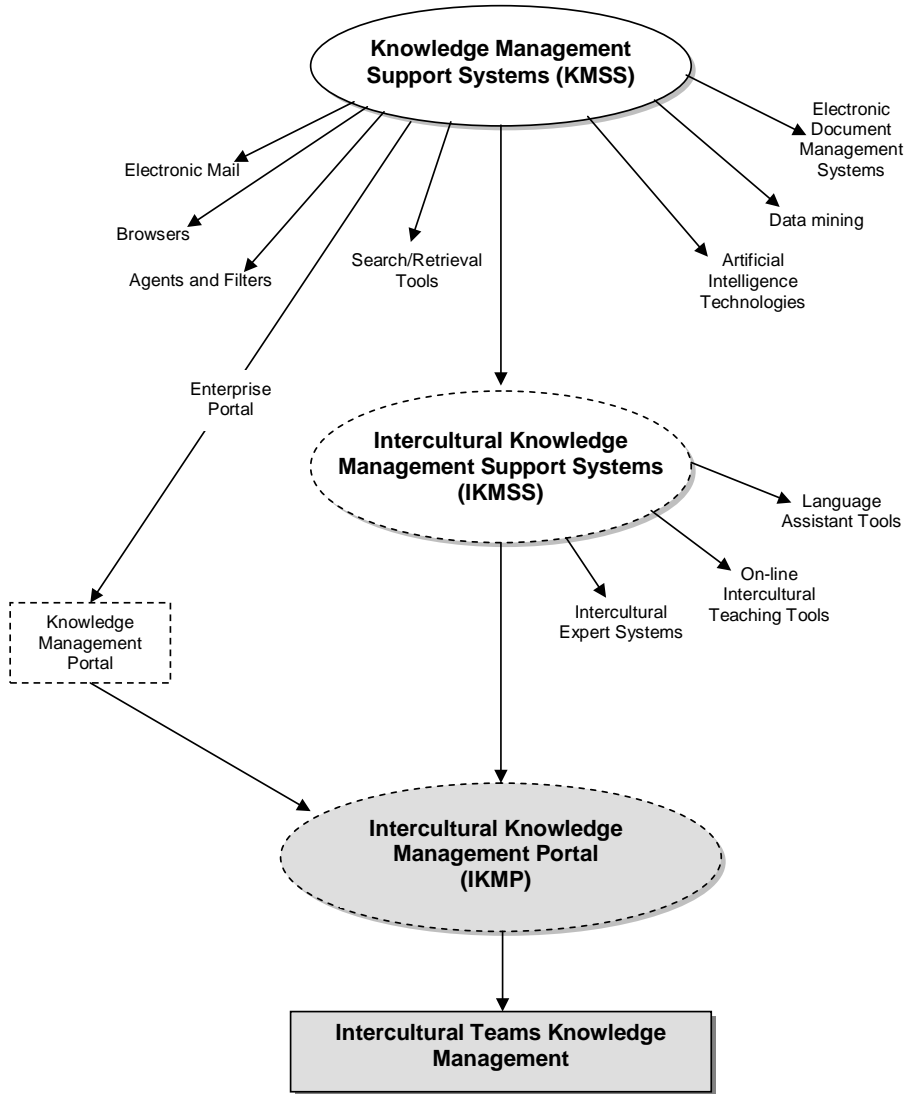 Knowledge Management
Support Systems (KMSS)
Electronic
Document
Management
Systems
Electronic Mail
Data mining
Browsers
Search/Retrieval
Tools
Artificial
Intelligence
Technologies
Agents and Filters
Enterprise
Portal
Intercultural Knowledge
Management Support Systems
(IKMSS)
Language
Assistant Tools
On-line
Intercultural
Teaching Tools
Intercultural
Expert Systems
Knowledge
Management
Portal
Intercultural Knowledge
Management Portal
(IKMP)
Intercultural Teams Knowledge
Management